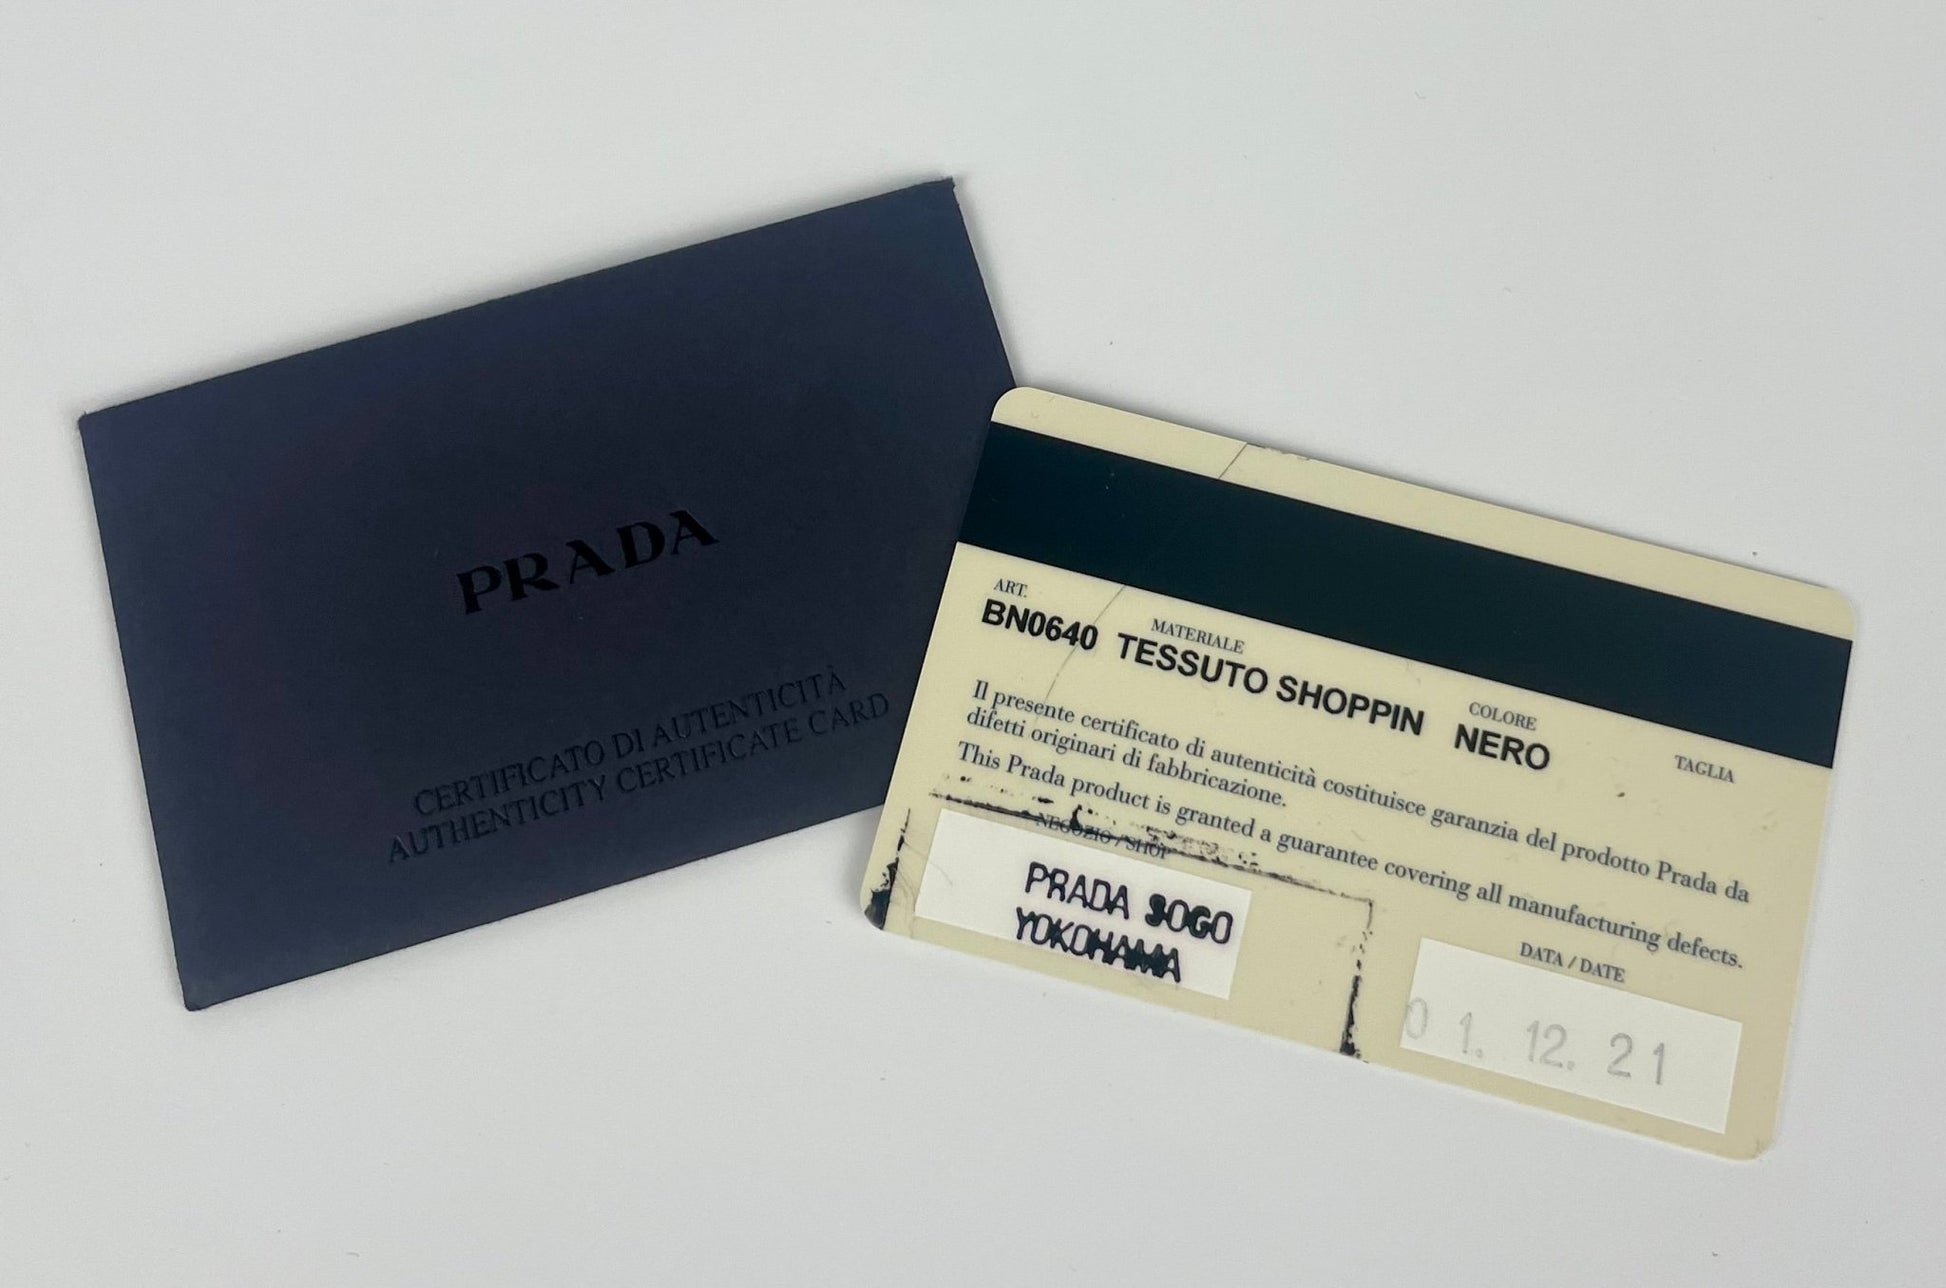 PRADA
CERTIFICATO DI AUTENTICITÀ
AUTHENTICITY CERTIFICATE CARD
ART.
BN0640
MATERIALE
TESSUTO SHOPPIN
COLORE
NERO
TAGLIA
Il presente certificato di autenticità costituisce garanzia del prodotto Prada da
difetti originari di fabbricazione.
This Prada product is granted a guarantee covering all manufacturing defects.
NEGOZIO / SHOP
PRADA SOGO
YOKOHAMA
DATA / DATE
01. 12. 21